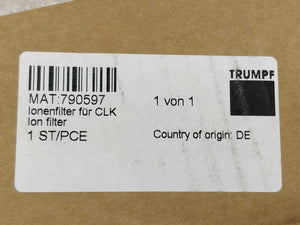 TRUMPF
MAT:790597
1 von 1
Ionenfilter für CLK
Ion filter
1 ST/PCE
Country of origin: DE